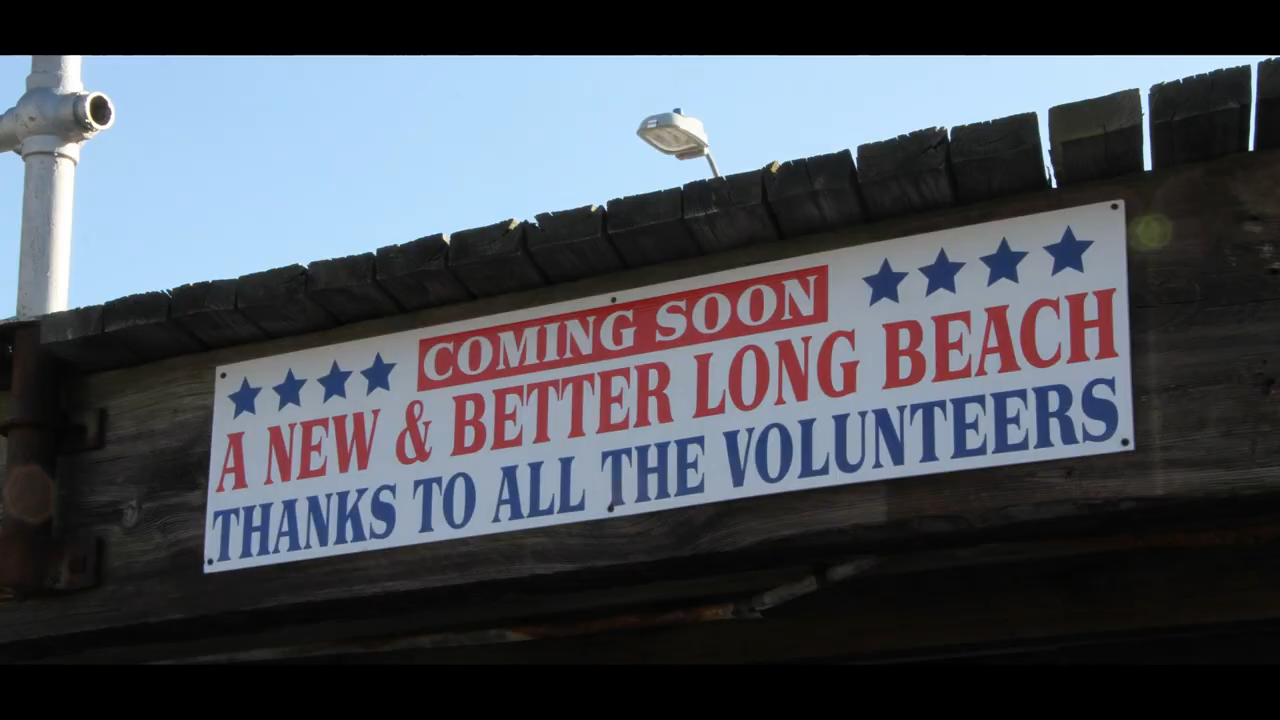 COMING SOON
A NEW & BETTER LONG BEACH
THANKS TO ALL THE VOLUNTEERS